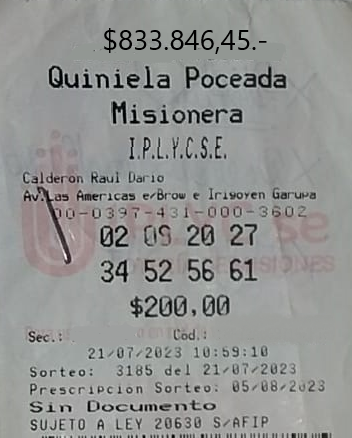 $833.846,45.-
Quiniela Poceada
Misionera
I.P.L.Y.C.S.E.
Calderon Raul Dario
Av.Las Americas e/Brow e Irigoyen Garupa
00-0397-431-000-3602
02 09 20 27
34 52 56 61
$200,00
Sec.: Cod.:
21/07/2023 10:59:10
Sorteo: 3185 del 21/07/2023
Prescripcion Sorteo: 05/08/2023
Sin Documento
SUJETO A LEY 20630 S/AFIP